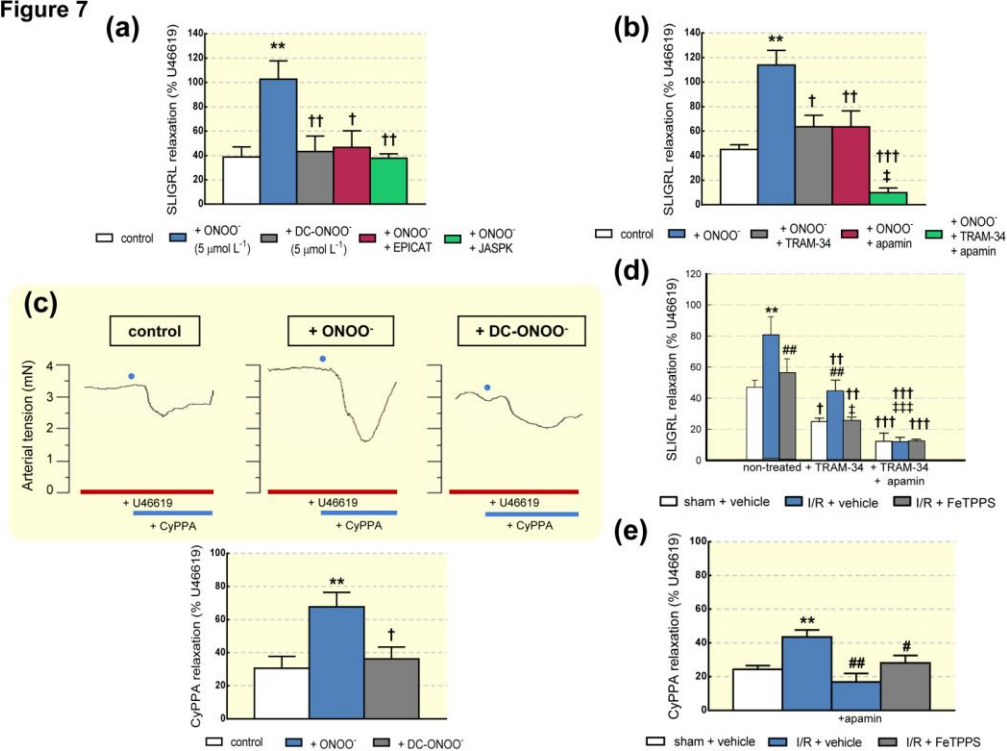 Figure 7
(a)
SLIGRL relaxation (% U46619)
140
120
100
80
60
40
20
0
**
††
†
††
control
+ ONOO⁻
(5 μmol L⁻¹)
+ DC-ONOO⁻
(5 μmol L⁻¹)
+ ONOO⁻
+ EPICAT
+ ONOO⁻
+ JASPK
(b)
SLIGRL relaxation (% U46619)
140
120
100
80
60
40
20
0
**
†
††
†††
‡
control
+ ONOO⁻
+ ONOO⁻
+ TRAM-34
+ ONOO⁻
+ apamin
+ ONOO⁻
+ TRAM-34
+ apamin
(c)
control
+ ONOO⁻
+ DC-ONOO⁻
Arterial tension (mN)
4
3
2
1
0
+ U46619
+ CyPPA
+ U46619
+ CyPPA
+ U46619
+ CyPPA
CyPPA relaxation (% U46619)
100
80
60
40
20
0
**
†
control
+ ONOO⁻
+ DC-ONOO⁻
(d)
SLIGRL relaxation (% U46619)
120
100
80
60
40
20
0
**
##
†
††
##
††
‡
†††
†††
‡‡‡
†††
non-treated
+ TRAM-34
+ TRAM-34
+ apamin
sham + vehicle
I/R + vehicle
I/R + FeTPPS
(e)
CyPPA relaxation (% U46619)
100
80
60
40
20
0
**
##
#
+apamin
sham + vehicle
I/R + vehicle
I/R + vehicle
I/R + FeTPPS